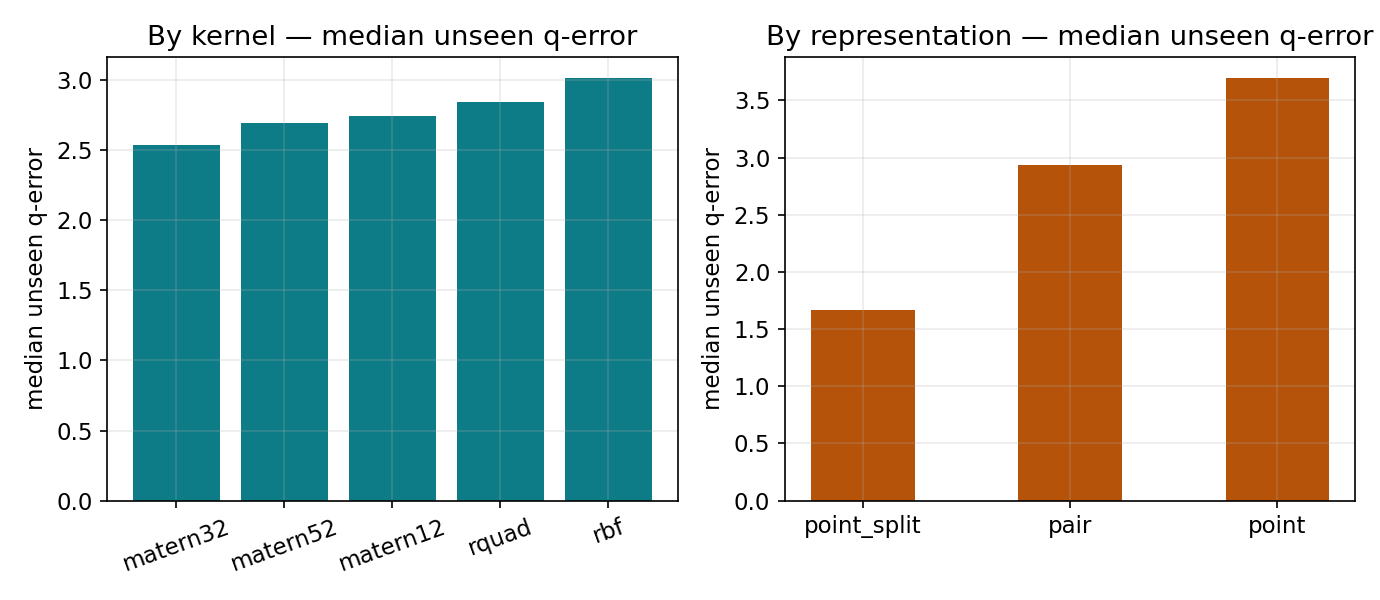 By kernel — median unseen q-error
median unseen q-error
3.0
2.5
2.0
1.5
1.0
0.5
0.0
matern32
matern52
matern12
rquad
rbf
By representation — median unseen q-error
median unseen q-error
3.5
3.0
2.5
2.0
1.5
1.0
0.5
0.0
point_split
pair
point